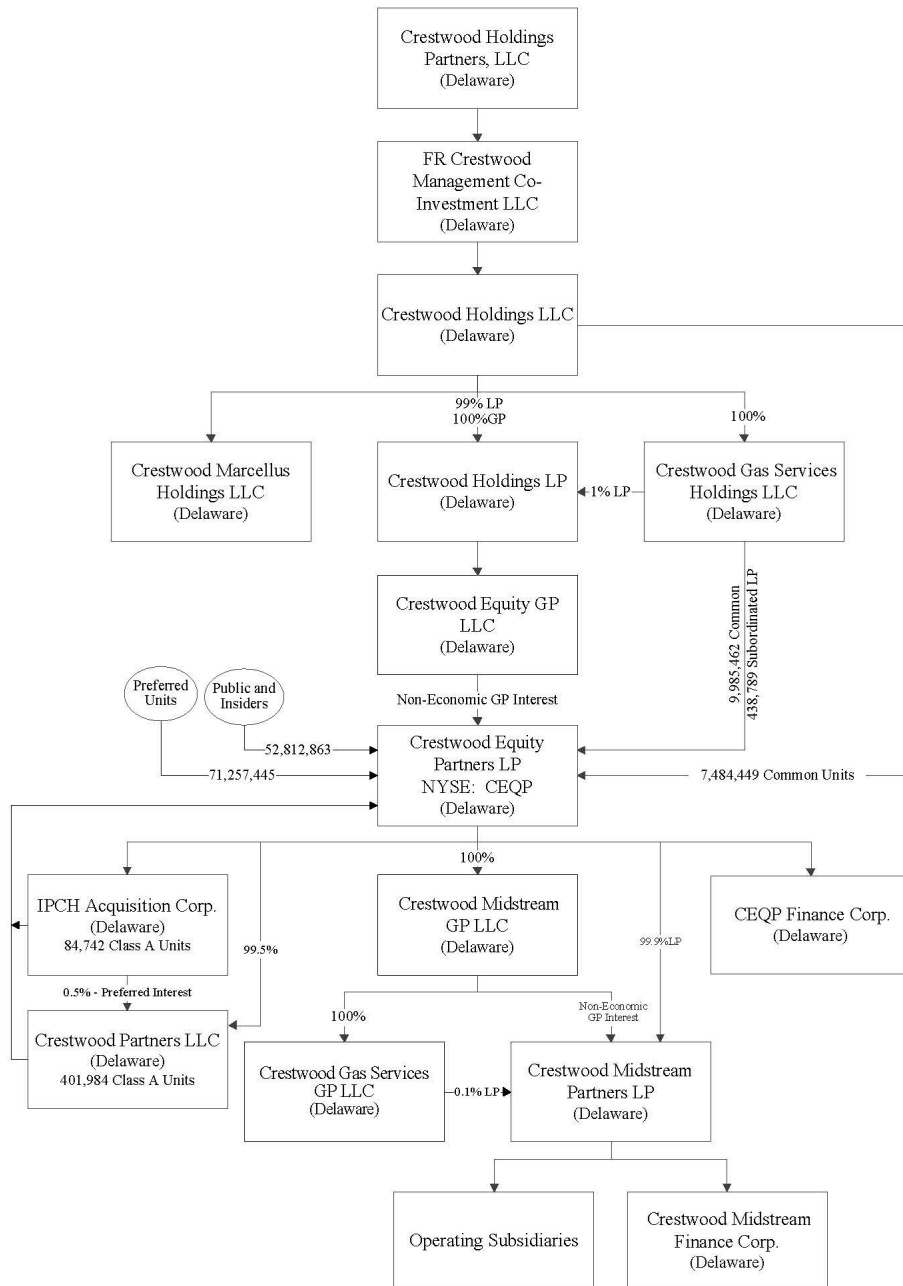 Crestwood Holdings
Partners, LLC
(Delaware)
FR Crestwood
Management Co-
Investment LLC
(Delaware)
Crestwood Holdings LLC
(Delaware)
99% LP
100%GP
100%
Crestwood Marcellus
Holdings LLC
(Delaware)
Crestwood Holdings LP
(Delaware)
1% LP
Crestwood Gas Services
Holdings LLC
(Delaware)
Crestwood Equity GP
LLC
(Delaware)
9,985,462 Common
438,789 Subordinated LP
Preferred
Units
Public and
Insiders
Non-Economic GP Interest
52,812,863
71,257,445
Crestwood Equity
Partners LP
NYSE: CEQP
(Delaware)
7,484,449 Common Units
100%
IPCH Acquisition Corp.
(Delaware)
84,742 Class A Units
99.5%
Crestwood Midstream
GP LLC
(Delaware)
99.9%LP
CEQP Finance Corp.
(Delaware)
0.5% - Preferred Interest
Crestwood Partners LLC
(Delaware)
401,984 Class A Units
100%
Non-Economic
GP Interest
Crestwood Gas Services
GP LLC
(Delaware)
0.1% LP
Crestwood Midstream
Partners LP
(Delaware)
Operating Subsidiaries
Crestwood Midstream
Finance Corp.
(Delaware)